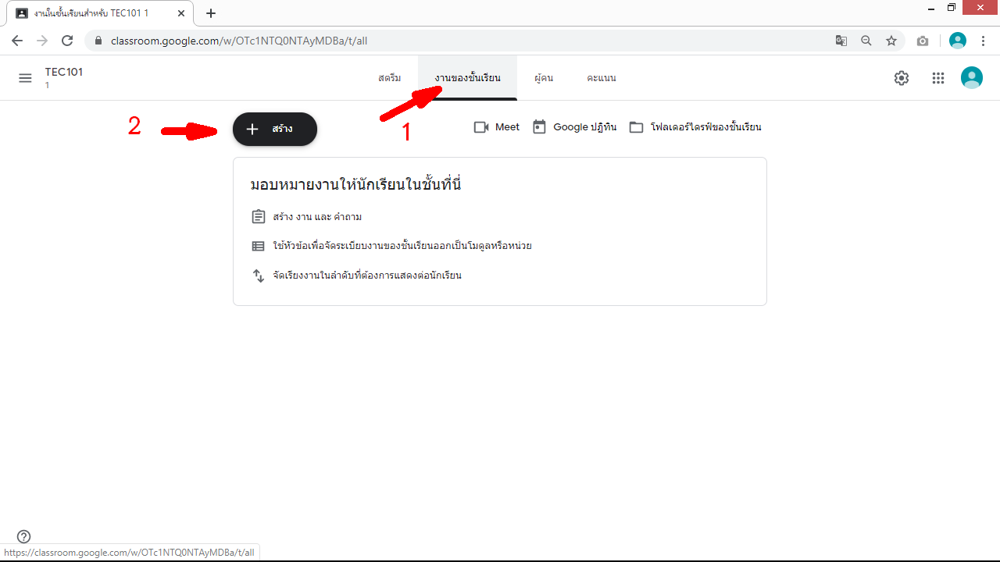 งานในชั้นเรียนสำหรับ TEC101 1
classroom.google.com/w/OTc1NTQ0NTAyMDBa/t/all
TEC101
1
สตรีม งานของชั้นเรียน ผู้คน คะแนน
2 สร้าง 1 Meet Google ปฏิทิน โฟลเดอร์ไดรฟ์ของชั้นเรียน
มอบหมายงานให้นักเรียนในชั้นที่นี่
สร้าง งาน และ คำถาม
ใช้หัวข้อเพื่อจัดระเบียบงานของชั้นเรียนออกเป็นโมดูลหรือหน่วย
จัดเรียงงานในลำดับที่ต้องการแสดงต่อนักเรียน
https://classroom.google.com/w/OTc1NTQ0NTAyMDBa/t/all